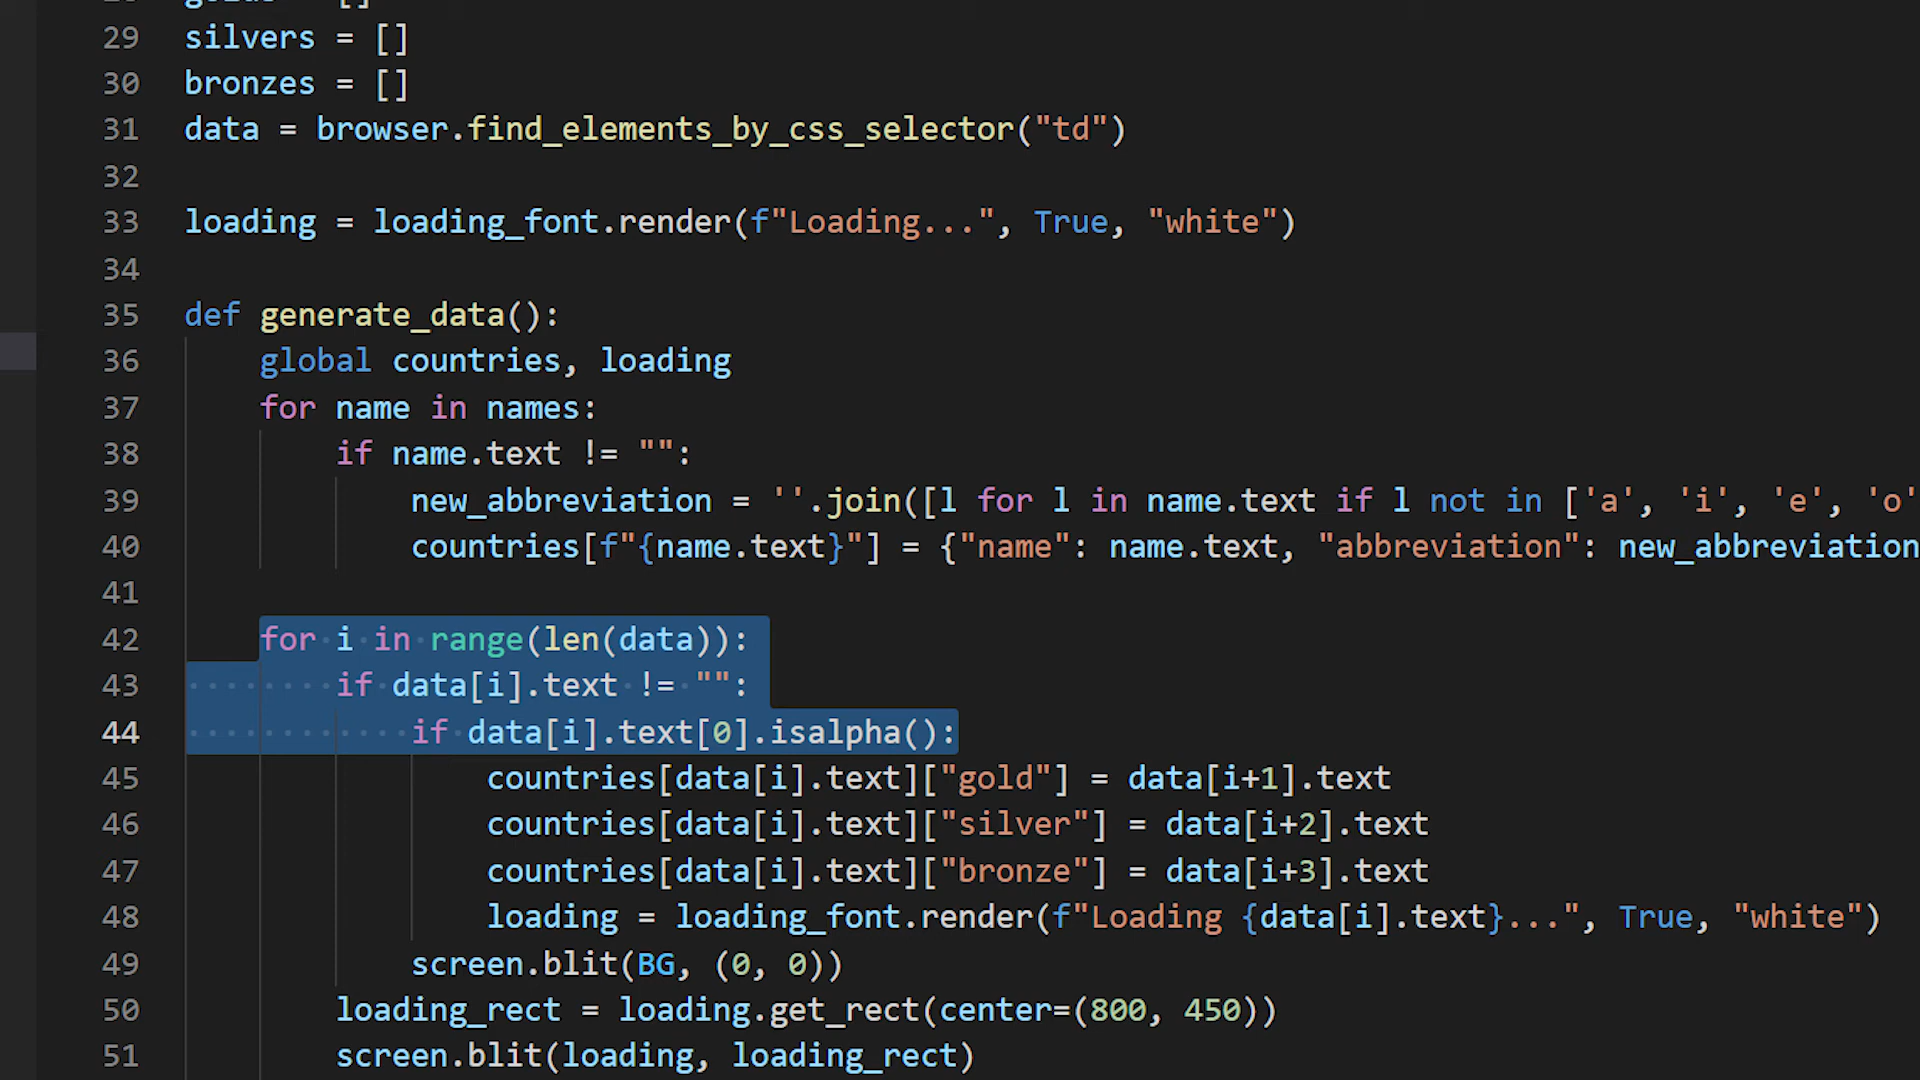 29 silvers = []
30 bronzes = []
31 data = browser.find_elements_by_css_selector("td")
32
33 loading = loading_font.render(f"Loading...", True, "white")
34
35 def generate_data():
36 global countries, loading
37 for name in names:
38 if name.text != "":
39 new_abbreviation = ''.join([l for l in name.text if l not in ['a', 'i', 'e', 'o'
40 countries[f"{name.text}"] = {"name": name.text, "abbreviation": new_abbreviation
41
42 for i in range(len(data)):
43 if data[i].text != "":
44 if data[i].text[0].isalpha():
45 countries[data[i].text]["gold"] = data[i+1].text
46 countries[data[i].text]["silver"] = data[i+2].text
47 countries[data[i].text]["bronze"] = data[i+3].text
48 loading = loading_font.render(f"Loading {data[i].text}...", True, "white")
49 screen.blit(BG, (0, 0))
50 loading_rect = loading.get_rect(center=(800, 450))
51 screen.blit(loading, loading_rect)